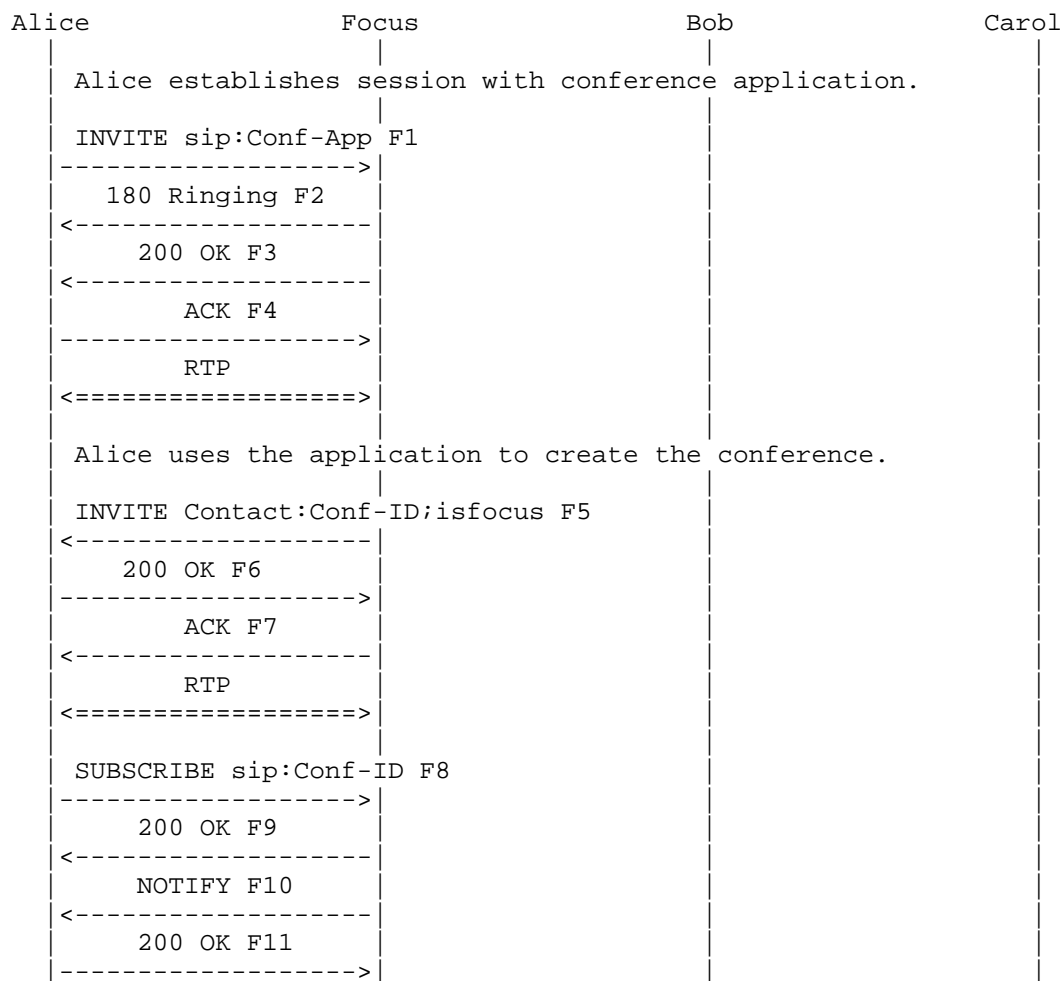 Alice Focus Bob Carol
Alice establishes session with conference application.
INVITE sip:Conf-App F1
180 Ringing F2
200 OK F3
ACK F4
RTP
Alice uses the application to create the conference.
INVITE Contact:Conf-ID;isfocus F5
200 OK F6
ACK F7
RTP
SUBSCRIBE sip:Conf-ID F8
200 OK F9
NOTIFY F10
200 OK F11